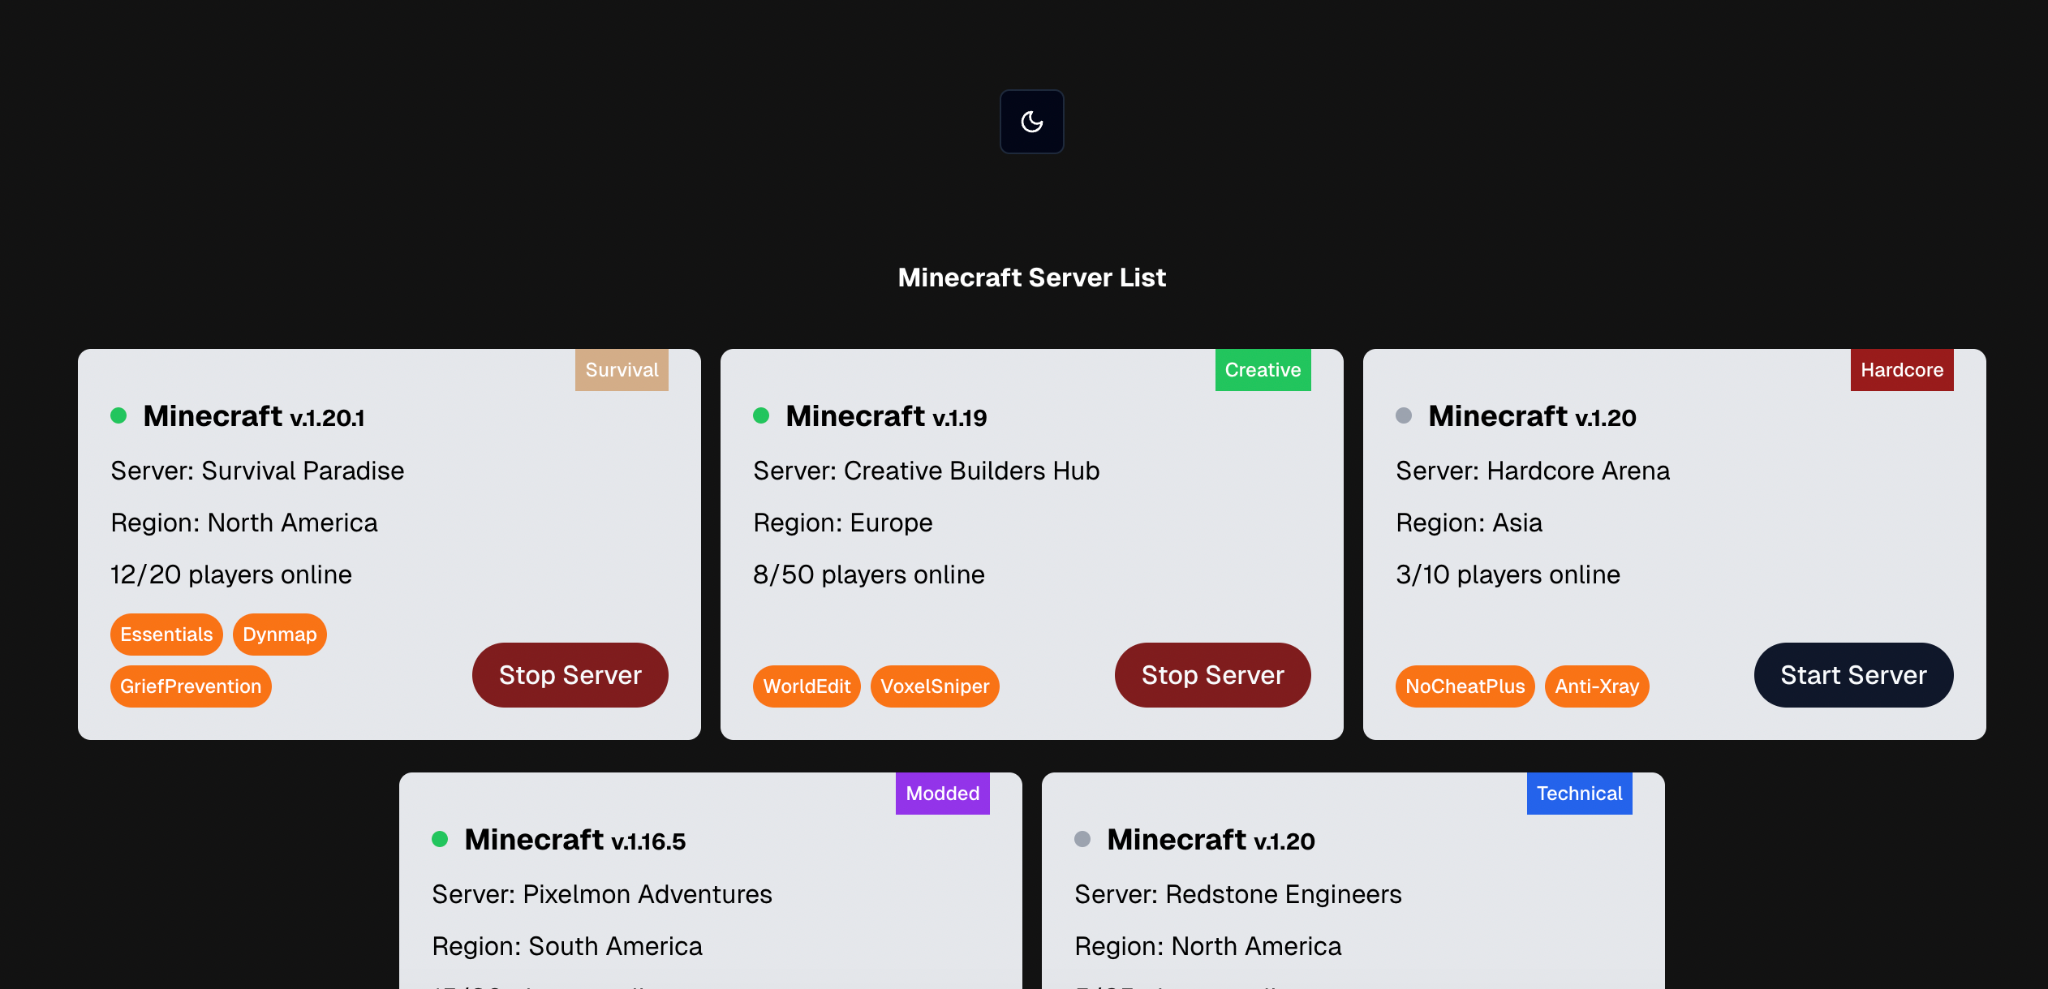 Minecraft Server List
Survival
Minecraft v.1.20.1
Server: Survival Paradise
Region: North America
12/20 players online
Essentials Dynmap
GriefPrevention
Stop Server
Creative
Minecraft v.1.19
Server: Creative Builders Hub
Region: Europe
8/50 players online
WorldEdit VoxelSniper
Stop Server
Hardcore
Minecraft v.1.20
Server: Hardcore Arena
Region: Asia
3/10 players online
NoCheatPlus Anti-Xray
Start Server
Modded
Minecraft v.1.16.5
Server: Pixelmon Adventures
Region: South America
Technical
Minecraft v.1.20
Server: Redstone Engineers
Region: North America